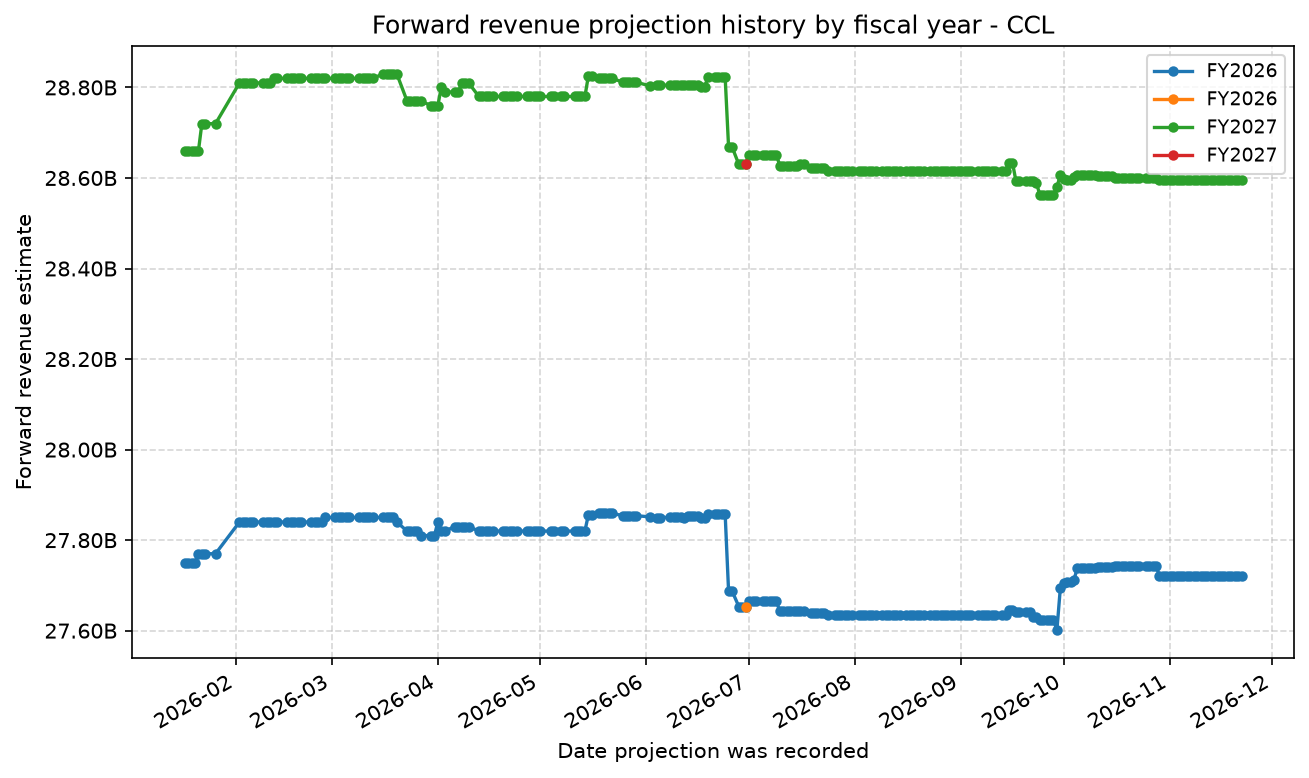 Forward revenue projection history by fiscal year - CCL
FY2026
FY2026
FY2027
FY2027
Forward revenue estimate
28.80B
28.60B
28.40B
28.20B
28.00B
27.80B
27.60B
2026-02
2026-03
2026-04
2026-05
2026-06
2026-07
2026-08
2026-09
2026-10
2026-11
2026-12
Date projection was recorded